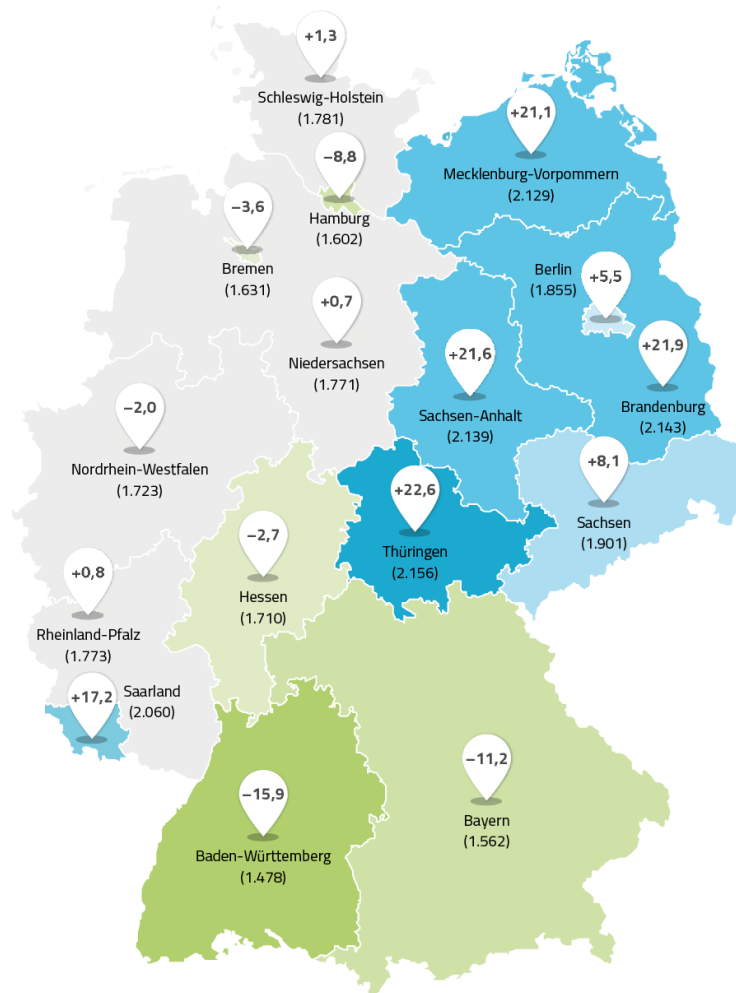 +1,3
Schleswig-Holstein
(1.781)
+21,1
Mecklenburg-Vorpommern
(2.129)
−8,8
Hamburg
(1.602)
−3,6
Bremen
(1.631)
Berlin
(1.855)
+5,5
+0,7
Niedersachsen
(1.771)
+21,6
Sachsen-Anhalt
(2.139)
+21,9
Brandenburg
(2.143)
−2,0
Nordrhein-Westfalen
(1.723)
+22,6
Thüringen
(2.156)
+8,1
Sachsen
(1.901)
−2,7
Hessen
(1.710)
+0,8
Rheinland-Pfalz
(1.773)
+17,2
Saarland
(2.060)
−15,9
Baden-Württemberg
(1.478)
−11,2
Bayern
(1.562)